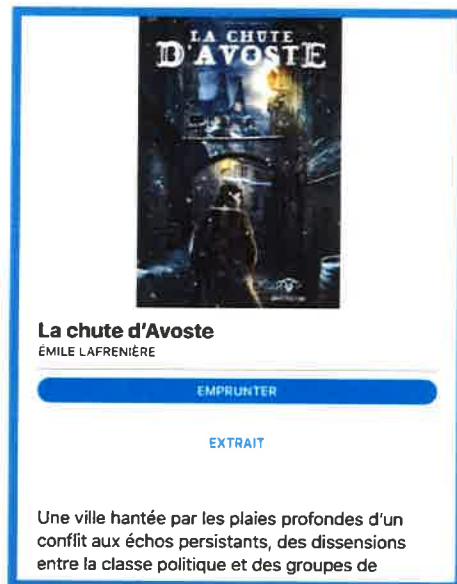 LA CHUTE
D'AVOSTE
La chute d'Avoste
ÉMILE LAFRENIÈRE
EMPRUNTER
EXTRAIT
Une ville hantée par les plaies profondes d'un
conflit aux échos persistants, des dissensions
entre la classe politique et des groupes de